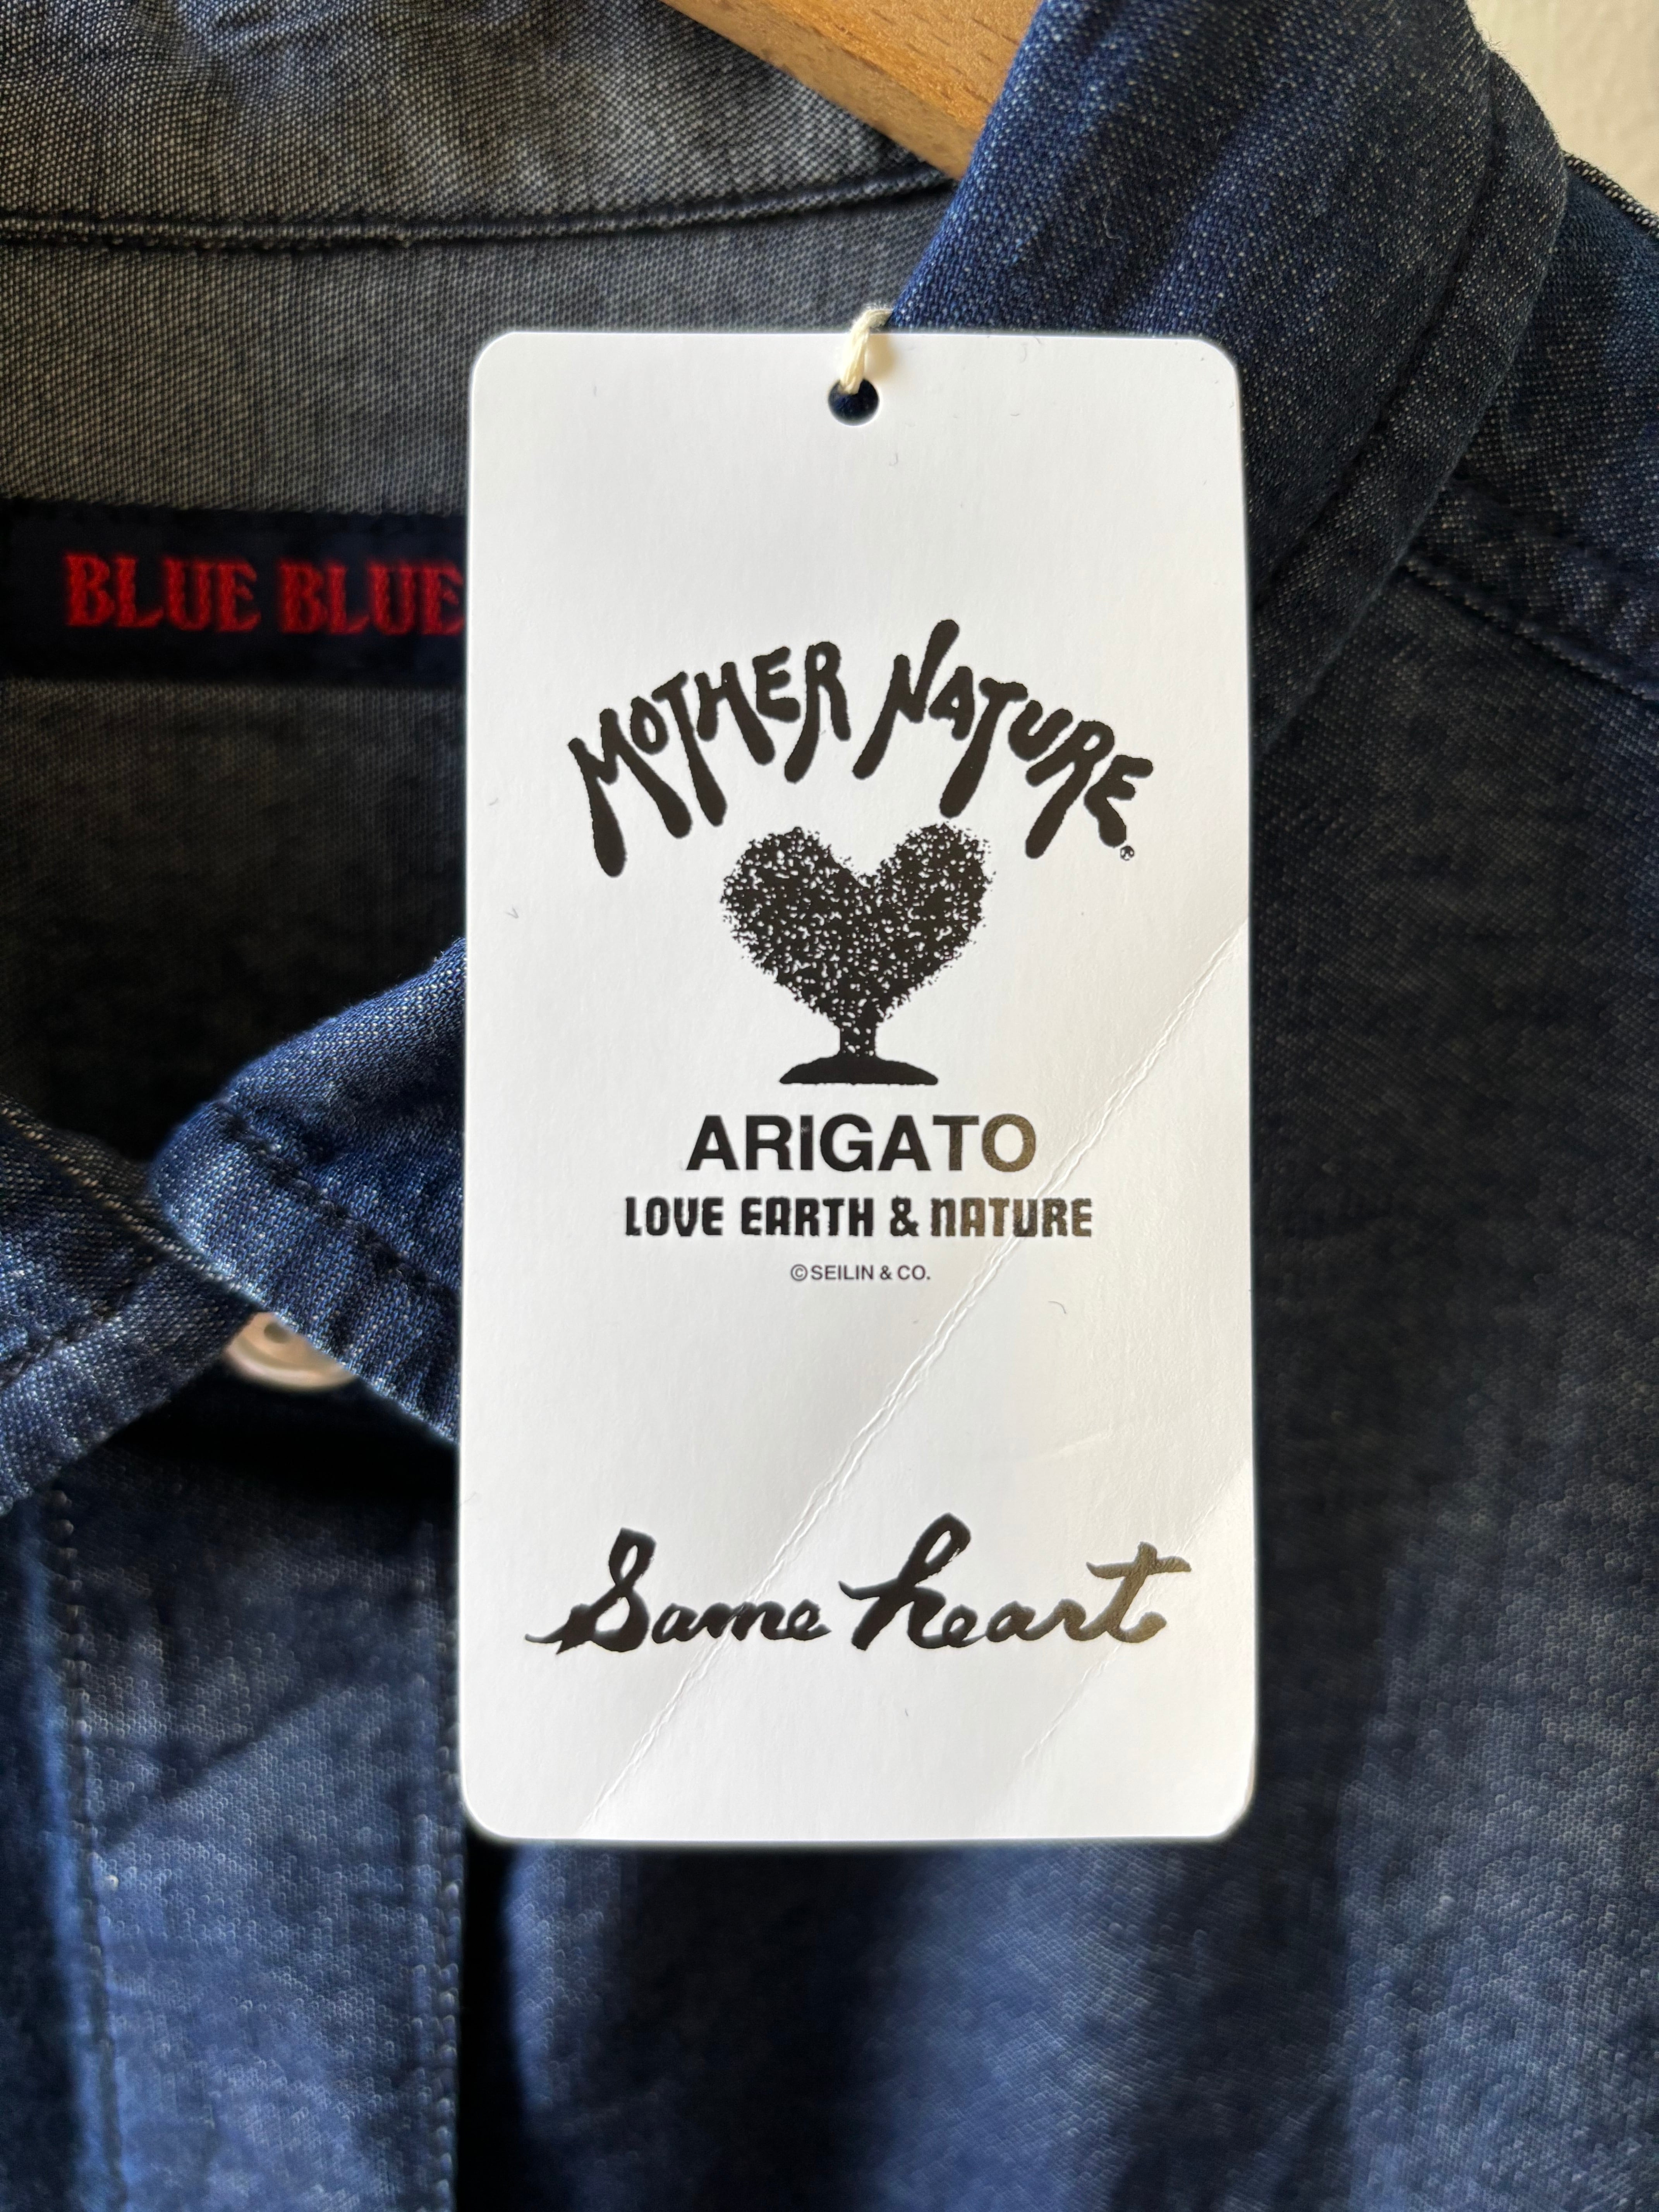 BLUE BLUE
MOTHER NATURE®
ARIGATO
LOVE EARTH & NATURE
©SEILIN & CO.
Same heart